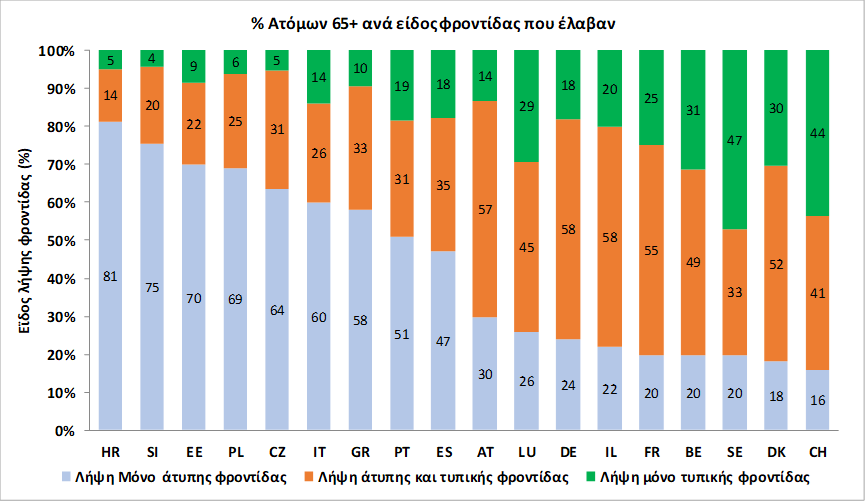 % Ατόμων 65+ ανά είδος φροντίδας που έλαβαν
Εϊδος λήψης φροντίδας (%)
100%
90%
80%
70%
60%
50%
40%
30%
20%
10%
0%
5 4 9 6 5 14 10 19 18 14 29 18 20 25 31 47 30 44
14 20 22 25 31 26 33 31 35 57 45 58 58 55 49 33 52 41
81 75 70 69 64 60 58 51 47 30 26 24 22 20 20 20 18 16
HR SI EE PL CZ IT GR PT ES AT LU DE IL FR BE SE DK CH
Λήψη Μόνο άτυπης φροντίδας Λήψη άτυπης και τυπικής φροντίδας Λήψη μόνο τυπικής φροντίδας